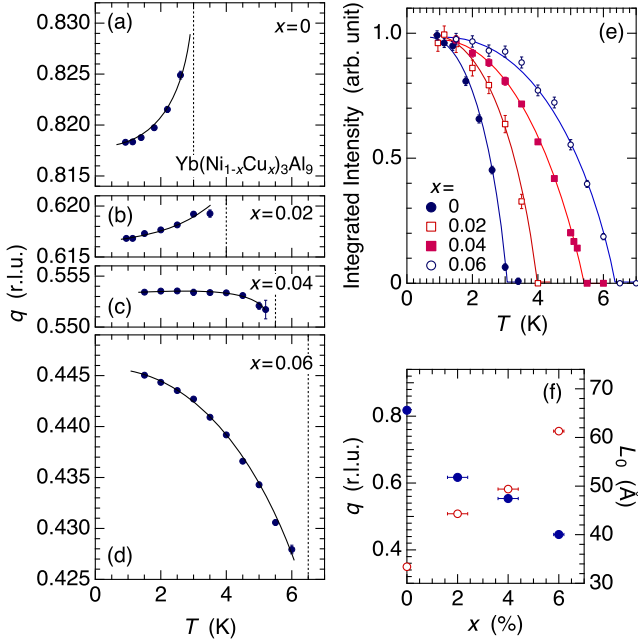 (a)
x=0
0.830
0.825
0.820
0.815
Yb(Ni1-xCux)3Al9
(b)
x=0.02
0.620
0.615
(c)
x=0.04
0.555
0.550
q (r.l.u.)
x=0.06
0.445
0.440
0.435
0.430
0.425
(d)
0 2 4 6
T (K)
(e)
Integrated Intensity (arb. unit)
1.0
0.5
0
x=
0
0.02
0.04
0.06
0 2 4 6
T (K)
(f)
q (r.l.u.)
0.8
0.6
0.4
L0 (Å)
70
60
50
40
30
0 2 4 6
x (%)